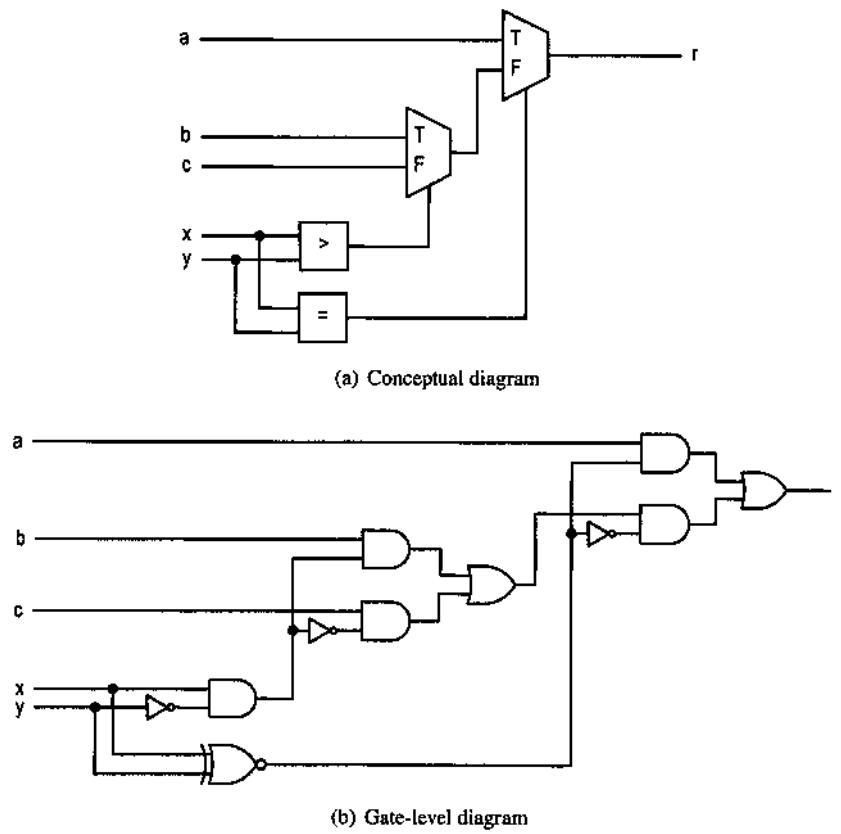 a
T
F
r
b
T
c
F
x
>
y
=
(a) Conceptual diagram
a
b
c
x
y
(b) Gate-level diagram